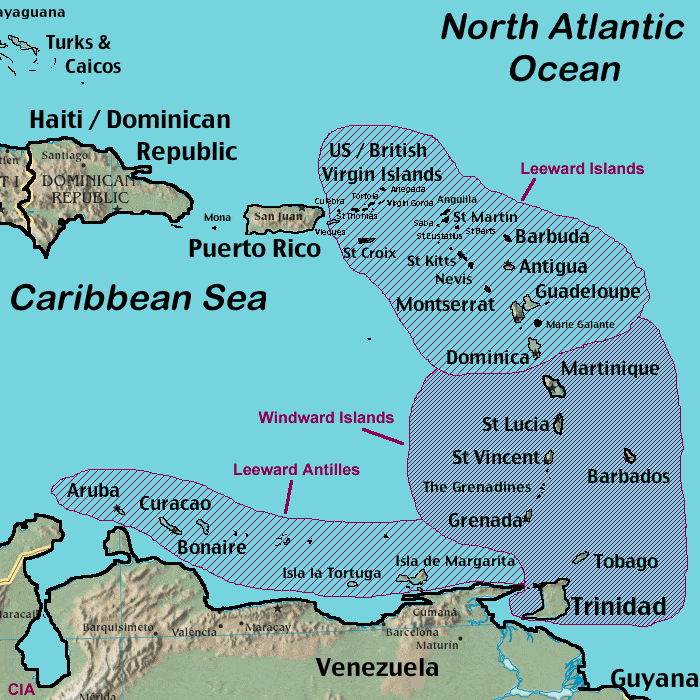 ayaguana
North Atlantic
Ocean
Turks &
Caicos
Haiti / Dominican
Republic
Santiago
DOMINICAN
REPUBLIC
US / British
Virgin Islands
Leeward Islands
Anegada
Tortola
Virgin Gorda
Culebra
St Thomas
Vieques
Anguilla
St Martin
Saba
St Barts
St Eustatius
Mona
San Juan
Puerto Rico
St Croix
Barbuda
St Kitts
Nevis
Antigua
Guadeloupe
Montserrat
Marie Galante
Caribbean Sea
Dominica
Martinique
Windward Islands
St Lucia
St Vincent
Barbados
The Grenadines
Grenada
Leeward Antilles
Aruba
Curacao
Bonaire
Isla la Tortuga
Isla de Margarita
Tobago
Trinidad
Maracaibo
Barquisimeto
Valencia
Maracay
Cumaná
Barcelona
Maturín
Venezuela
Guyana
CIA
Mérida